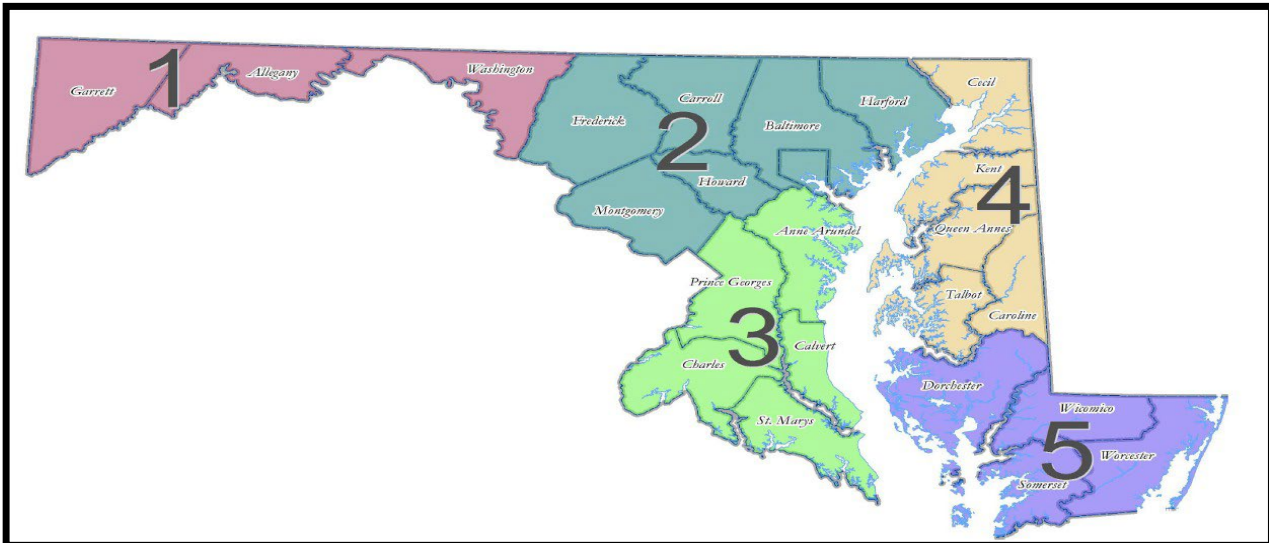 1
Garrett
Allegany
Washington
2
Frederick
Carroll
Baltimore
Harford
Howard
Montgomery
3
Anne Arundel
Prince Georges
Calvert
Charles
St. Marys
4
Cecil
Kent
Queen Annes
Talbot
Caroline
5
Dorchester
Wicomico
Worcester
Somerset